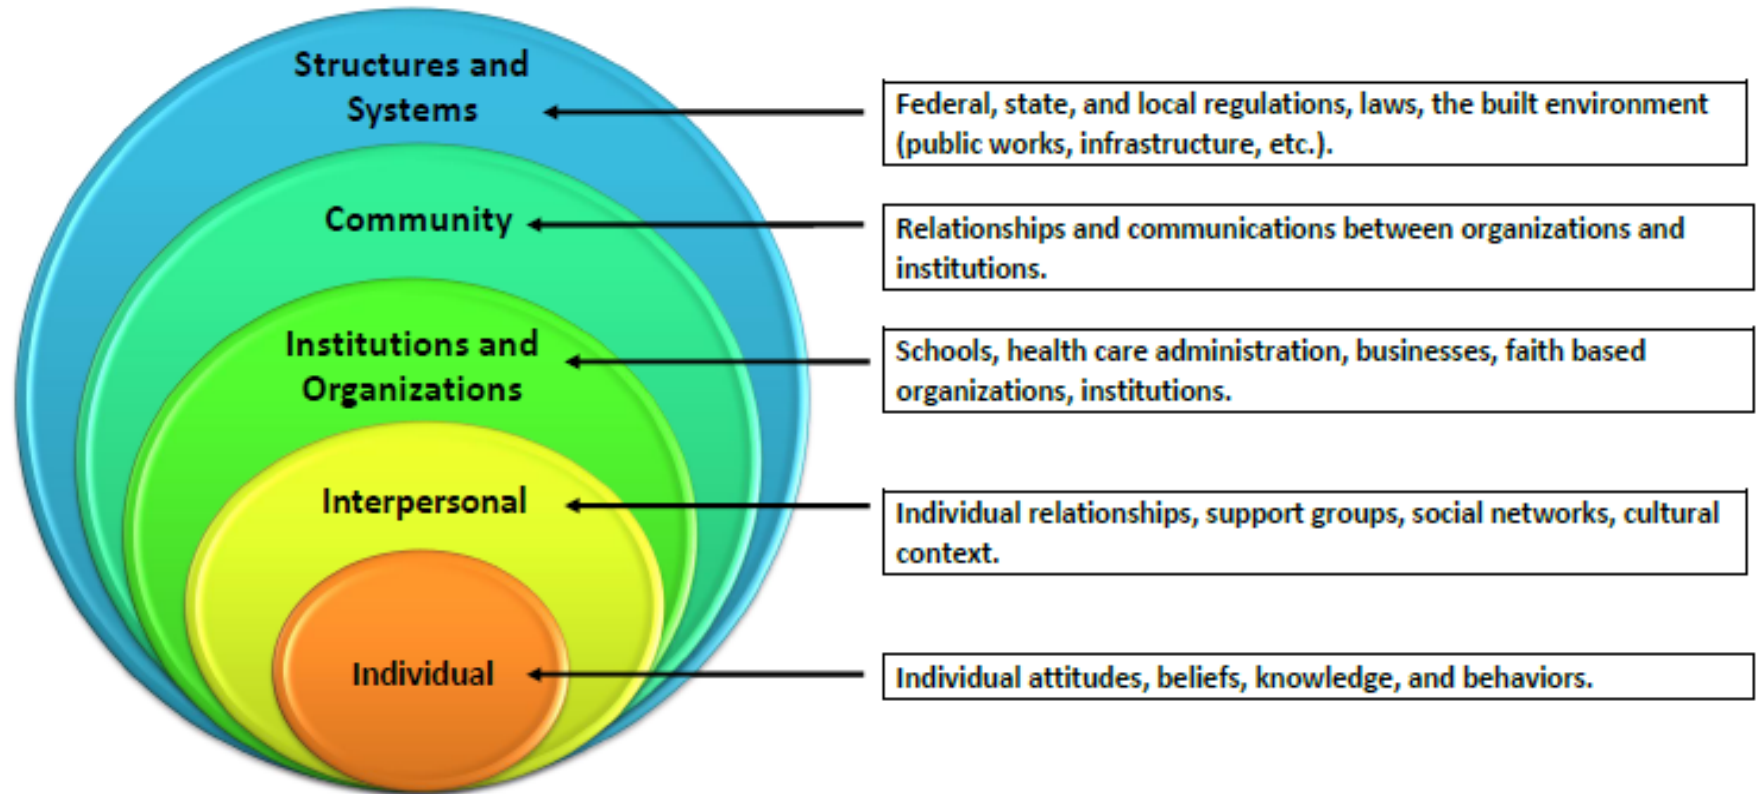 Structures and
Systems
Federal, state, and local regulations, laws, the built environment
(public works, infrastructure, etc.).
Community
Relationships and communications between organizations and
institutions.
Institutions and
Organizations
Schools, health care administration, businesses, faith based
organizations, institutions.
Interpersonal
Individual relationships, support groups, social networks, cultural
context.
Individual
Individual attitudes, beliefs, knowledge, and behaviors.